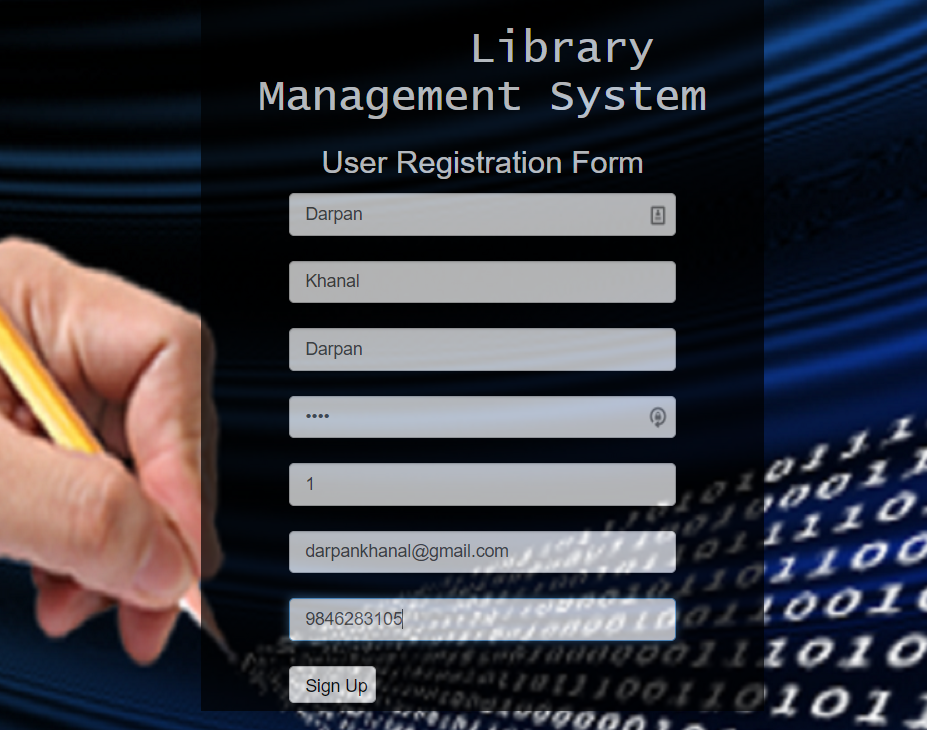 Library
Management System
User Registration Form
Darpan
Khanal
Darpan
••••
1
darpankhanal@gmail.com
9846283105
Sign Up